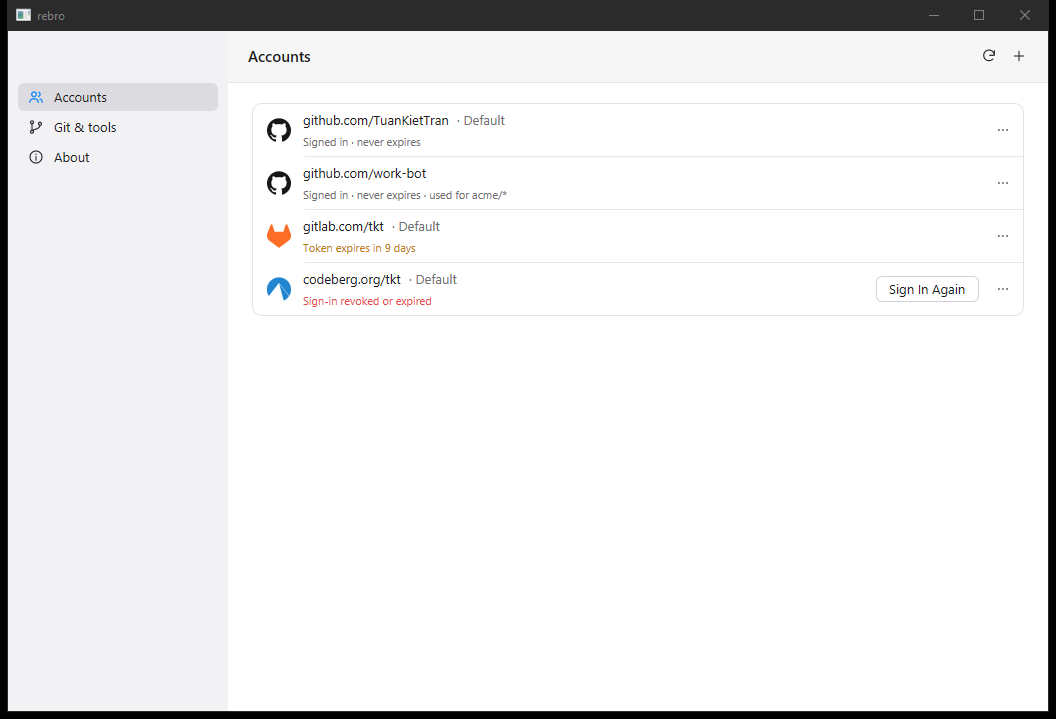 rebro
Accounts
Git & tools
About
Accounts
github.com/TuanKietTran · Default
Signed in · never expires
github.com/work-bot
Signed in · never expires · used for acme/*
gitlab.com/tkt · Default
Token expires in 9 days
codeberg.org/tkt · Default
Sign-in revoked or expired
Sign In Again